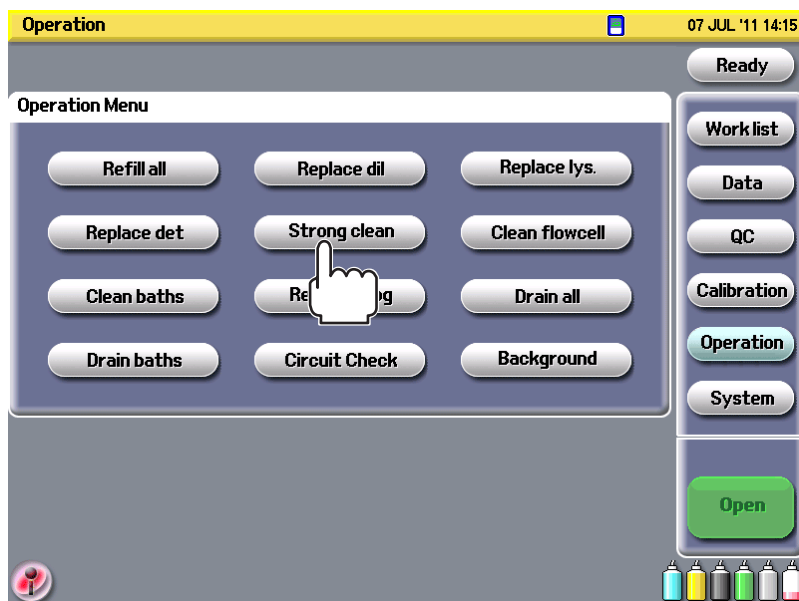 Operation
07 JUL '11 14:15
Ready
Operation Menu
Work list
Refill all
Replace dil
Replace lys.
Data
Replace det
Strong clean
Clean flowcell
QC
Clean baths
Drain all
Calibration
Operation
Drain baths
Circuit Check
Background
System
Open